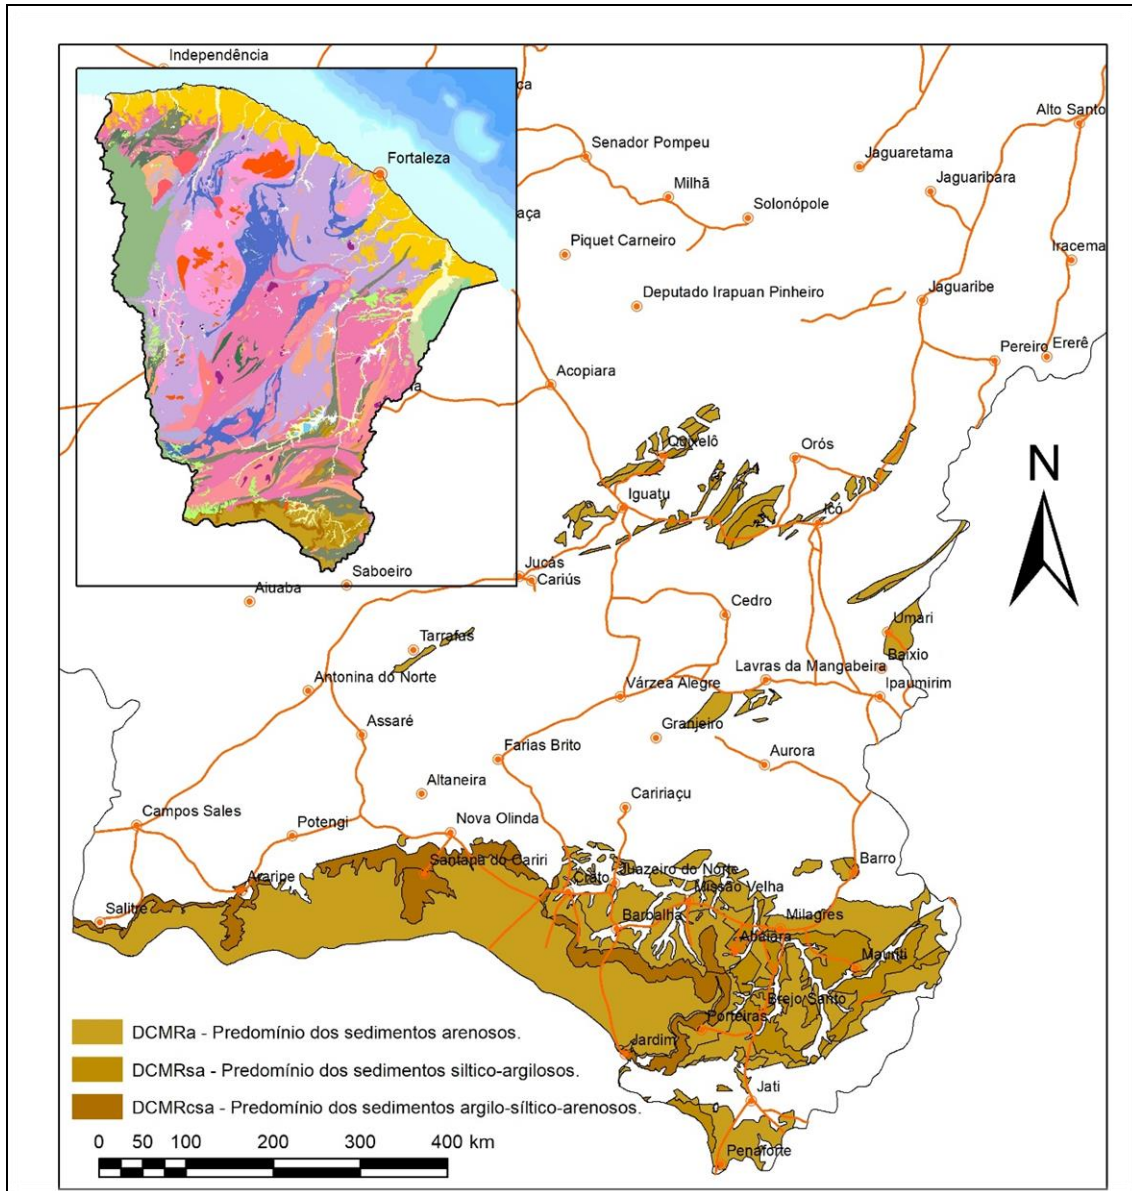 Independência
ça
Alto Santo
Senador Pompeu
Jaguaretama
Fortaleza
Jaguaribara
Milhã
aça
Solonópole
Iracema
Piquet Carneiro
Deputado Irapuan Pinheiro
Jaguaribe
Pereiro
Ererê
Acopiara
na
Quixelô
Orós
N
Iguatu
Icó
Jucás
Saboeiro
Cariús
Aiuaba
Cedro
Umari
Tarrafas
Baixio
Lavras da Mangabeira
Antonina do Norte
Várzea Alegre
Ipaumirim
Assaré
Granjeiro
Farias Brito
Aurora
Altaneira
Caririaçu
Campos Sales
Potengi
Nova Olinda
Santana do Cariri
Juazeiro do Norte
Barro
Araripe
Crato
Missão Velha
Salitre
Barbalha
Milagres
Abaiara
Mauriti
Brejo Santo
Porteiras
DCMRa - Predomínio dos sedimentos arenosos.
Jardim
DCMRsa - Predomínio dos sedimentos siltico-argilosos.
Jati
DCMRcsa - Predomínio dos sedimentos argilo-síltico-arenosos.
0 50 100 200 300 400 km
Penaforte